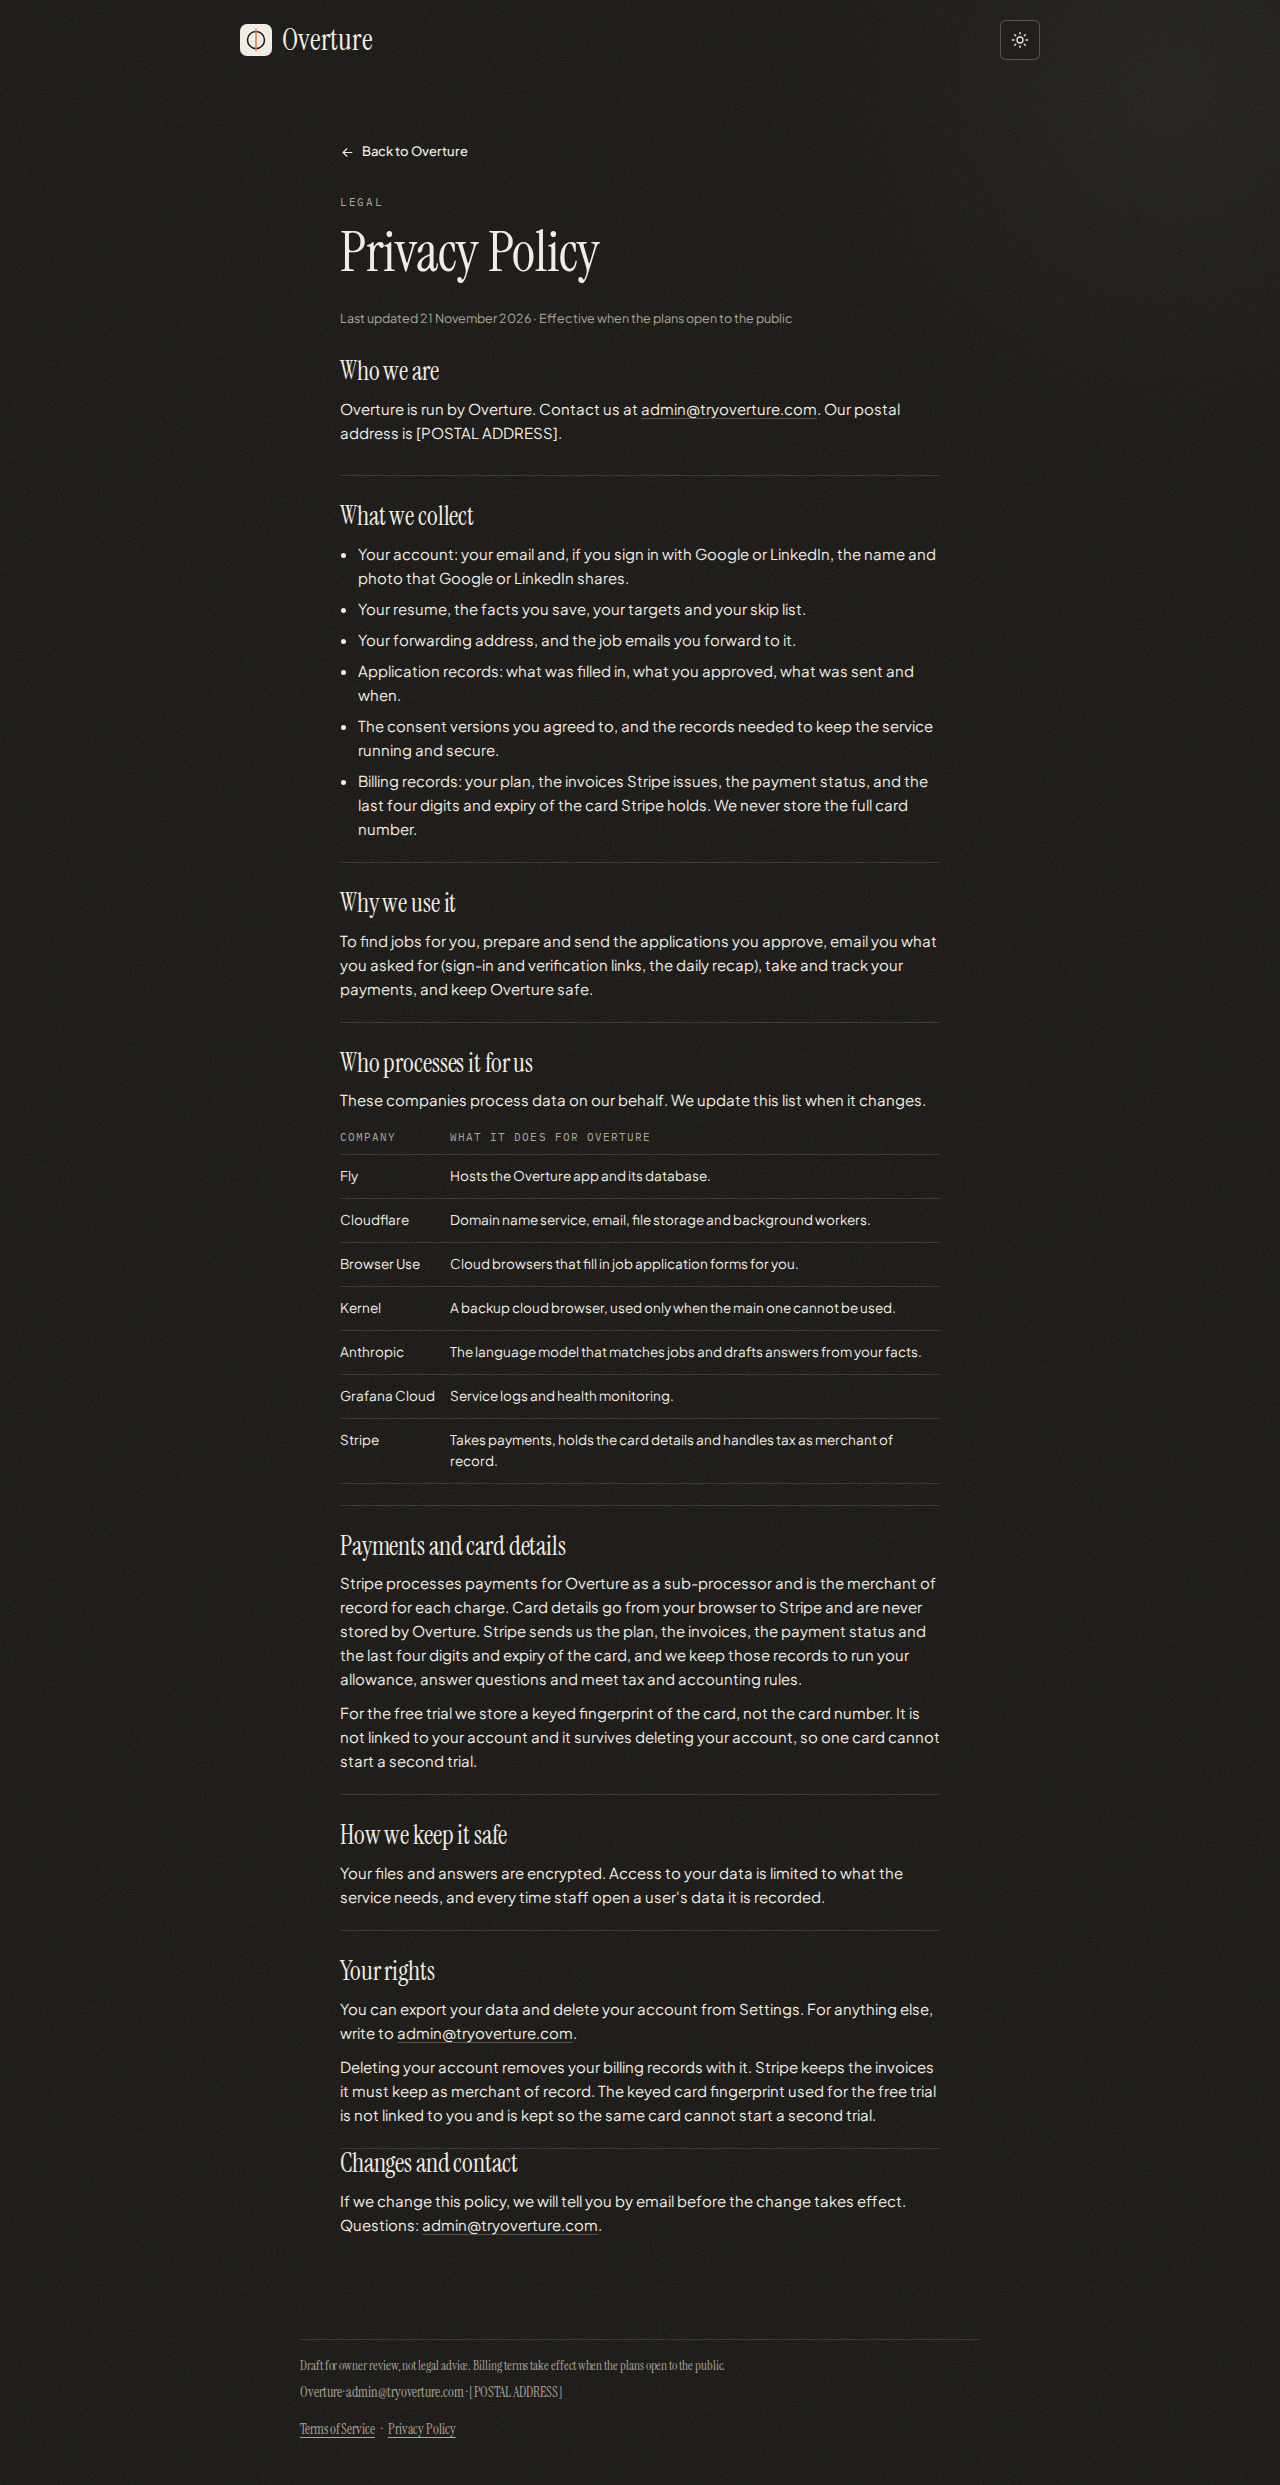 Overture
Back to Overture
LEGAL
Privacy Policy
Last updated 21 November 2026 · Effective when the plans open to the public
Who we are
Overture is run by Overture. Contact us at admin@tryoverture.com. Our postal
address is [POSTAL ADDRESS].
What we collect
• Your account: your email and, if you sign in with Google or LinkedIn, the name and
photo that Google or LinkedIn shares.
• Your resume, the facts you save, your targets and your skip list.
• Your forwarding address, and the job emails you forward to it.
• Application records: what was filled in, what you approved, what was sent and
when.
• The consent versions you agreed to, and the records needed to keep the service
running and secure.
• Billing records: your plan, the invoices Stripe issues, the payment status, and the
last four digits and expiry of the card Stripe holds. We never store the full card
number.
Why we use it
To find jobs for you, prepare and send the applications you approve, email you what
you asked for (sign-in and verification links, the daily recap), take and track your
payments, and keep Overture safe.
Who processes it for us
These companies process data on our behalf. We update this list when it changes.
COMPANY WHAT IT DOES FOR OVERTURE
Fly Hosts the Overture app and its database.
Cloudflare Domain name service, email, file storage and background workers.
Browser Use Cloud browsers that fill in job application forms for you.
Kernel A backup cloud browser, used only when the main one cannot be used.
Anthropic The language model that matches jobs and drafts answers from your facts.
Grafana Cloud Service logs and health monitoring.
Stripe Takes payments, holds the card details and handles tax as merchant of
record.
Payments and card details
Stripe processes payments for Overture as a sub-processor and is the merchant of
record for each charge. Card details go from your browser to Stripe and are never
stored by Overture. Stripe sends us the plan, the invoices, the payment status and
the last four digits and expiry of the card, and we keep those records to run your
allowance, answer questions and meet tax and accounting rules.
For the free trial we store a keyed fingerprint of the card, not the card number. It is
not linked to your account and it survives deleting your account, so one card cannot
start a second trial.
How we keep it safe
Your files and answers are encrypted. Access to your data is limited to what the
service needs, and every time staff open a user's data it is recorded.
Your rights
You can export your data and delete your account from Settings. For anything else,
write to admin@tryoverture.com.
Deleting your account removes your billing records with it. Stripe keeps the invoices
it must keep as merchant of record. The keyed card fingerprint used for the free trial
is not linked to you and is kept so the same card cannot start a second trial.
Changes and contact
If we change this policy, we will tell you by email before the change takes effect.
Questions: admin@tryoverture.com.
Draft for owner review, not legal advice. Billing terms take effect when the plans open to the public.
Overture · admin@tryoverture.com · [POSTAL ADDRESS]
Terms of Service · Privacy Policy